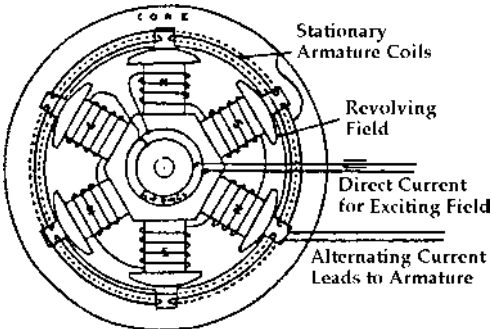 CORE
Stationary
Armature Coils
Revolving
Field
Direct Current
for Exciting Field
Alternating Current
Leads to Armature